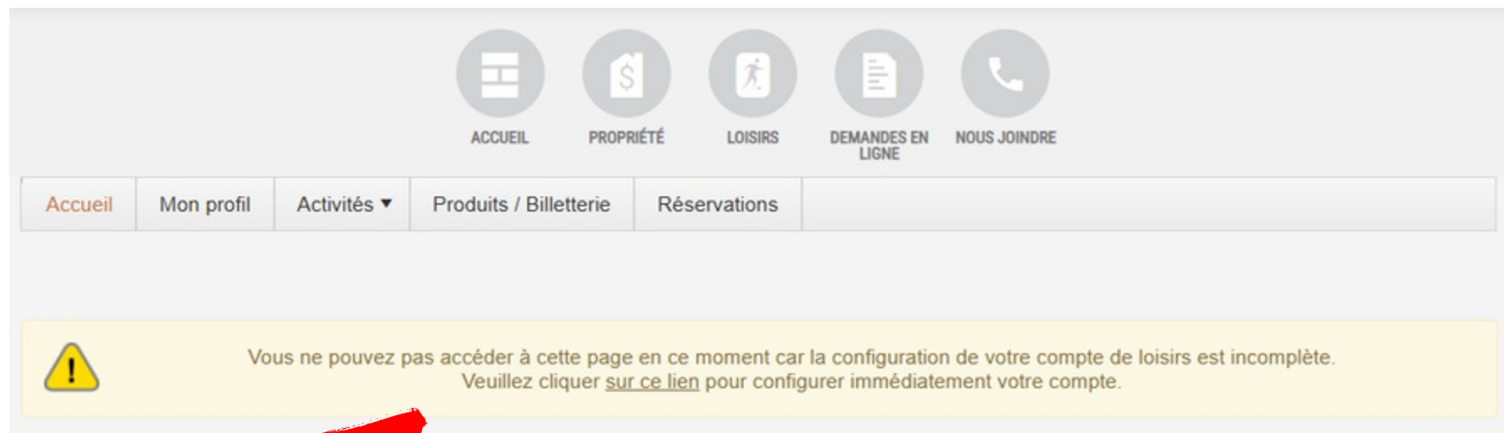 ACCUEIL
PROPRIÉTÉ
LOISIRS
DEMANDES EN
LIGNE
NOUS JOINDRE
Accueil
Mon profil
Activités ▼
Produits / Billetterie
Réservations
Vous ne pouvez pas accéder à cette page en ce moment car la configuration de votre compte de loisirs est incomplète.
Veuillez cliquer sur ce lien pour configurer immédiatement votre compte.